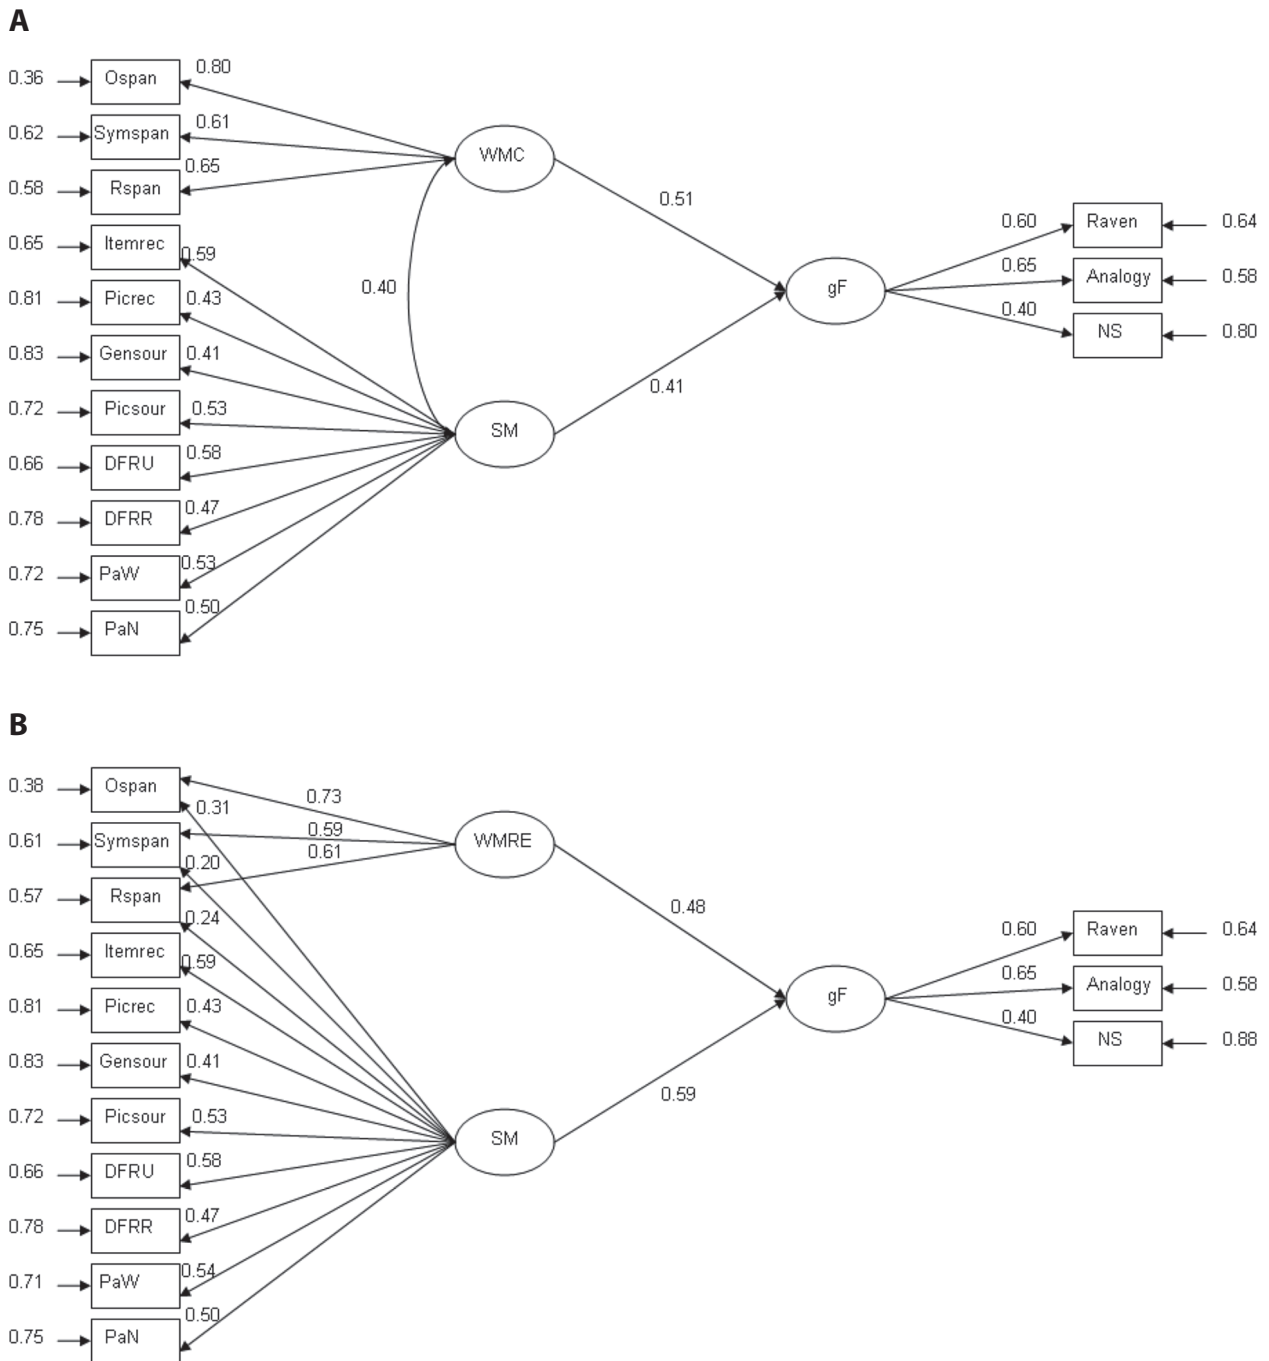 A
0.36 Ospan 0.80
0.62 Symspan 0.61 WMC
0.58 Rspan 0.65 0.51
0.65 Itemrec 0.59 0.60 Raven 0.64
0.81 Picrec 0.43 0.40 gF 0.65 Analogy 0.58
0.83 Gensour 0.41 0.40 NS 0.80
0.72 Picsour 0.53 SM 0.41
0.66 DFRU 0.58
0.78 DFRR 0.47
0.72 PaW 0.53
0.75 PaN 0.50
B
0.38 Ospan 0.31 0.73
0.61 Symspan 0.20 0.59 WMRE
0.57 Rspan 0.24 0.61 0.48
0.65 Itemrec 0.59 0.60 Raven 0.64
0.81 Picrec 0.43 gF 0.65 Analogy 0.58
0.83 Gensour 0.41 0.40 NS 0.88
0.72 Picsour 0.53 SM 0.59
0.66 DFRU 0.58
0.78 DFRR 0.47
0.71 PaW 0.54
0.75 PaN 0.50